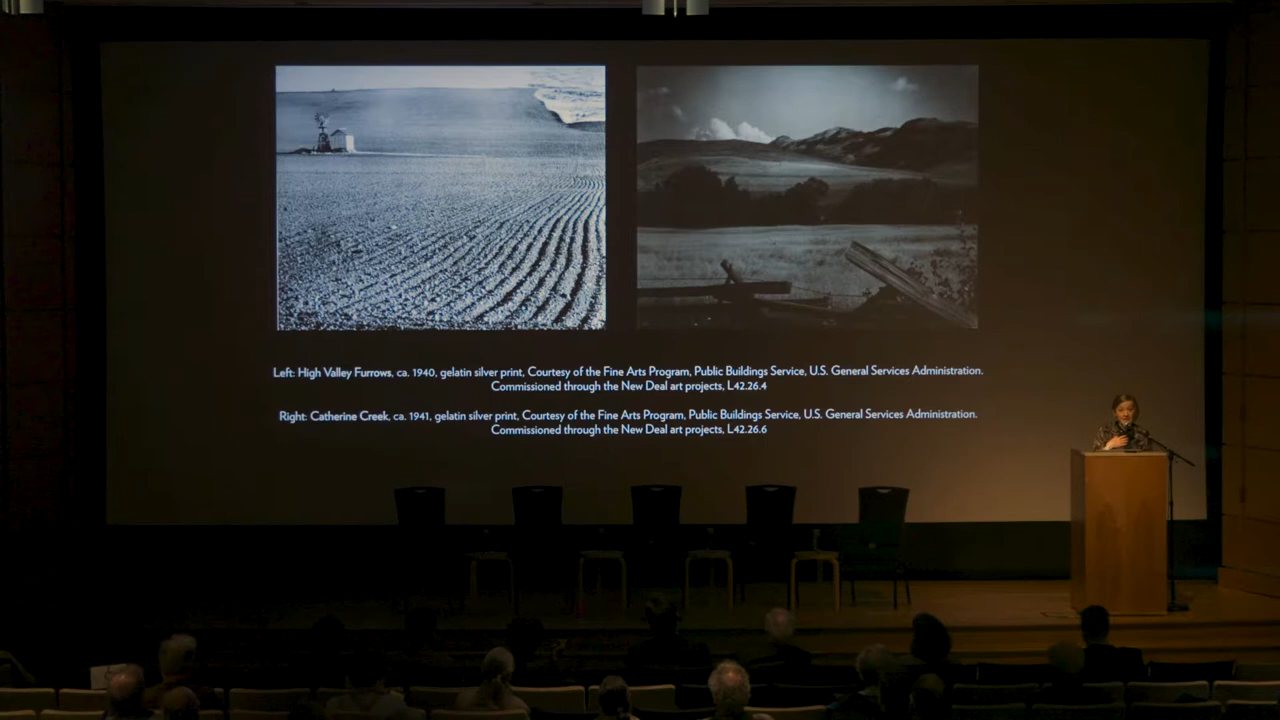 Left: High Valley Furrows, ca. 1940, gelatin silver print, Courtesy of the Fine Arts Program, Public Buildings Service, U.S. General Services Administration.
Commissioned through the New Deal art projects, L42.26.4
Right: Catherine Creek, ca. 1941, gelatin silver print, Courtesy of the Fine Arts Program, Public Buildings Service, U.S. General Services Administration.
Commissioned through the New Deal art projects, L42.26.6